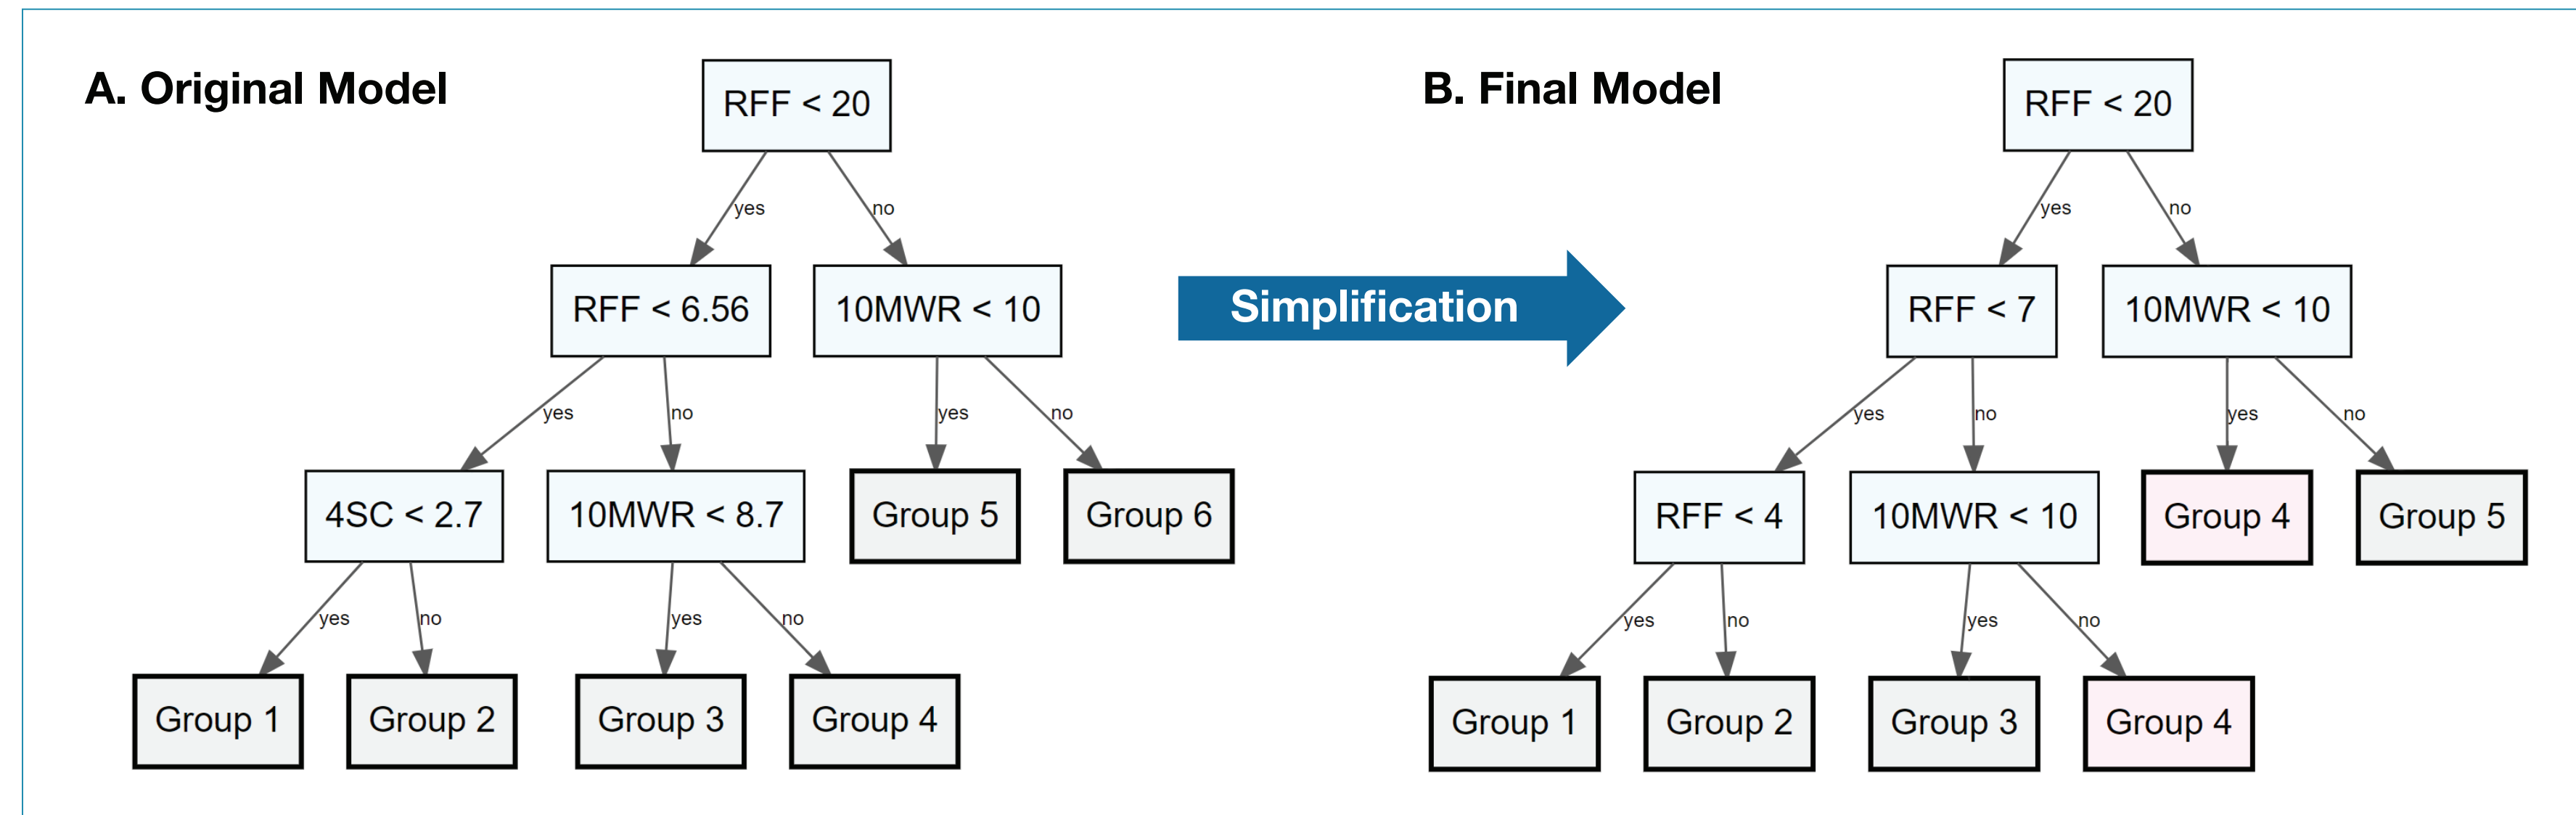 A. Original Model
RFF < 20
yes
no
RFF < 6.56
10MWR < 10
yes
no
yes
no
4SC < 2.7
10MWR < 8.7
Group 5
Group 6
yes
no
yes
no
Group 1
Group 2
Group 3
Group 4
Simplification
B. Final Model
RFF < 20
yes
no
RFF < 7
10MWR < 10
yes
no
yes
no
RFF < 4
10MWR < 10
Group 4
Group 5
yes
no
yes
no
Group 1
Group 2
Group 3
Group 4